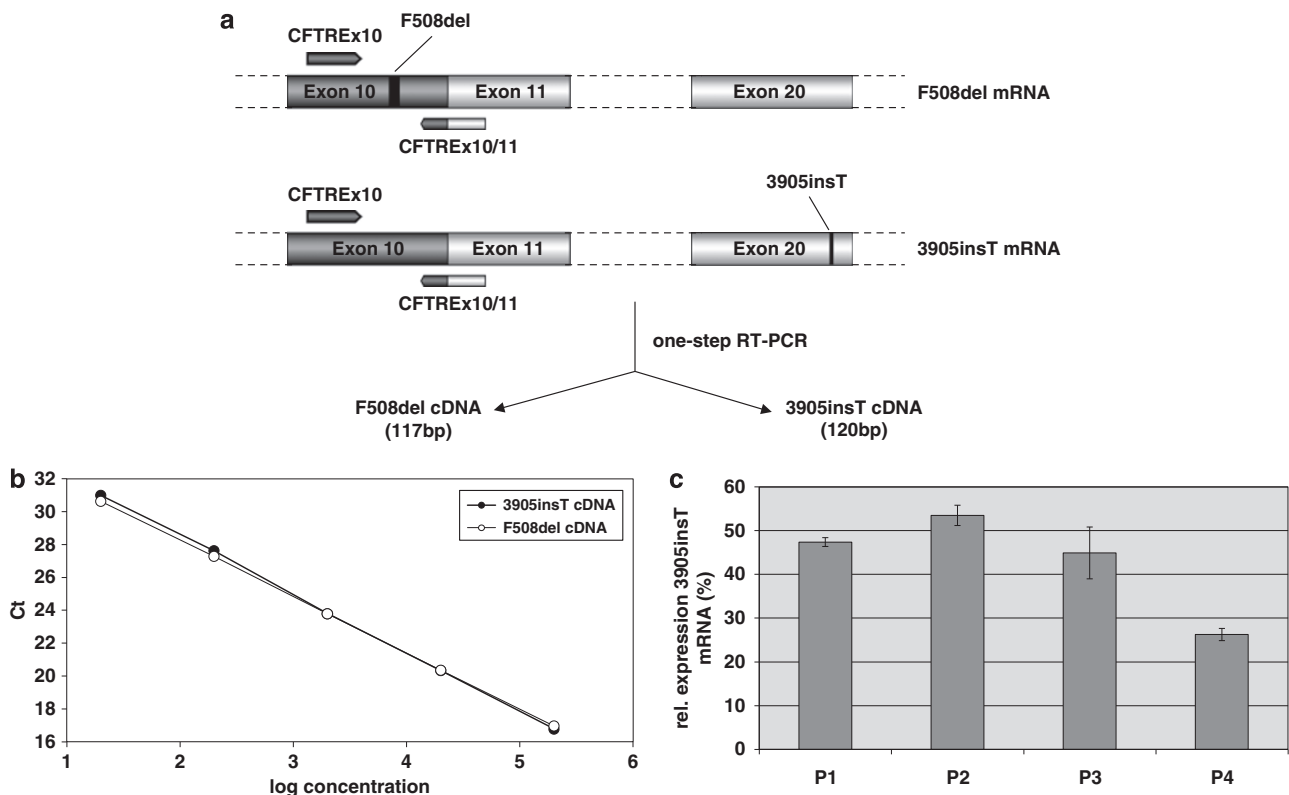 a
F508del
CFTREx10
Exon 10
Exon 11
Exon 20
F508del mRNA
CFTREx10/11
3905insT
CFTREx10
Exon 10
Exon 11
Exon 20
3905insT mRNA
CFTREx10/11
one-step RT-PCR
F508del cDNA
(117bp)
3905insT cDNA
(120bp)
b
32
30
28
26
24
22
20
18
16
Ct
1
2
3
4
5
6
log concentration
3905insT cDNA
F508del cDNA
c
60
50
40
30
20
10
0
rel. expression 3905insT
mRNA (%)
P1
P2
P3
P4